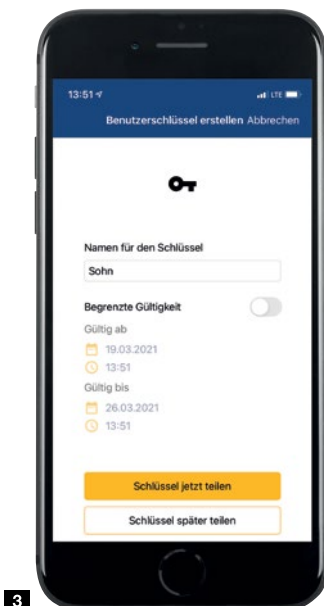 13:51 LTE
Benutzerschlüssel erstellen Abbrechen
Namen für den Schlüssel
Sohn
Begrenzte Gültigkeit
Gültig ab
19.03.2021
13:51
Gültig bis
26.03.2021
13:51
Schlüssel jetzt teilen
Schlüssel später teilen
3